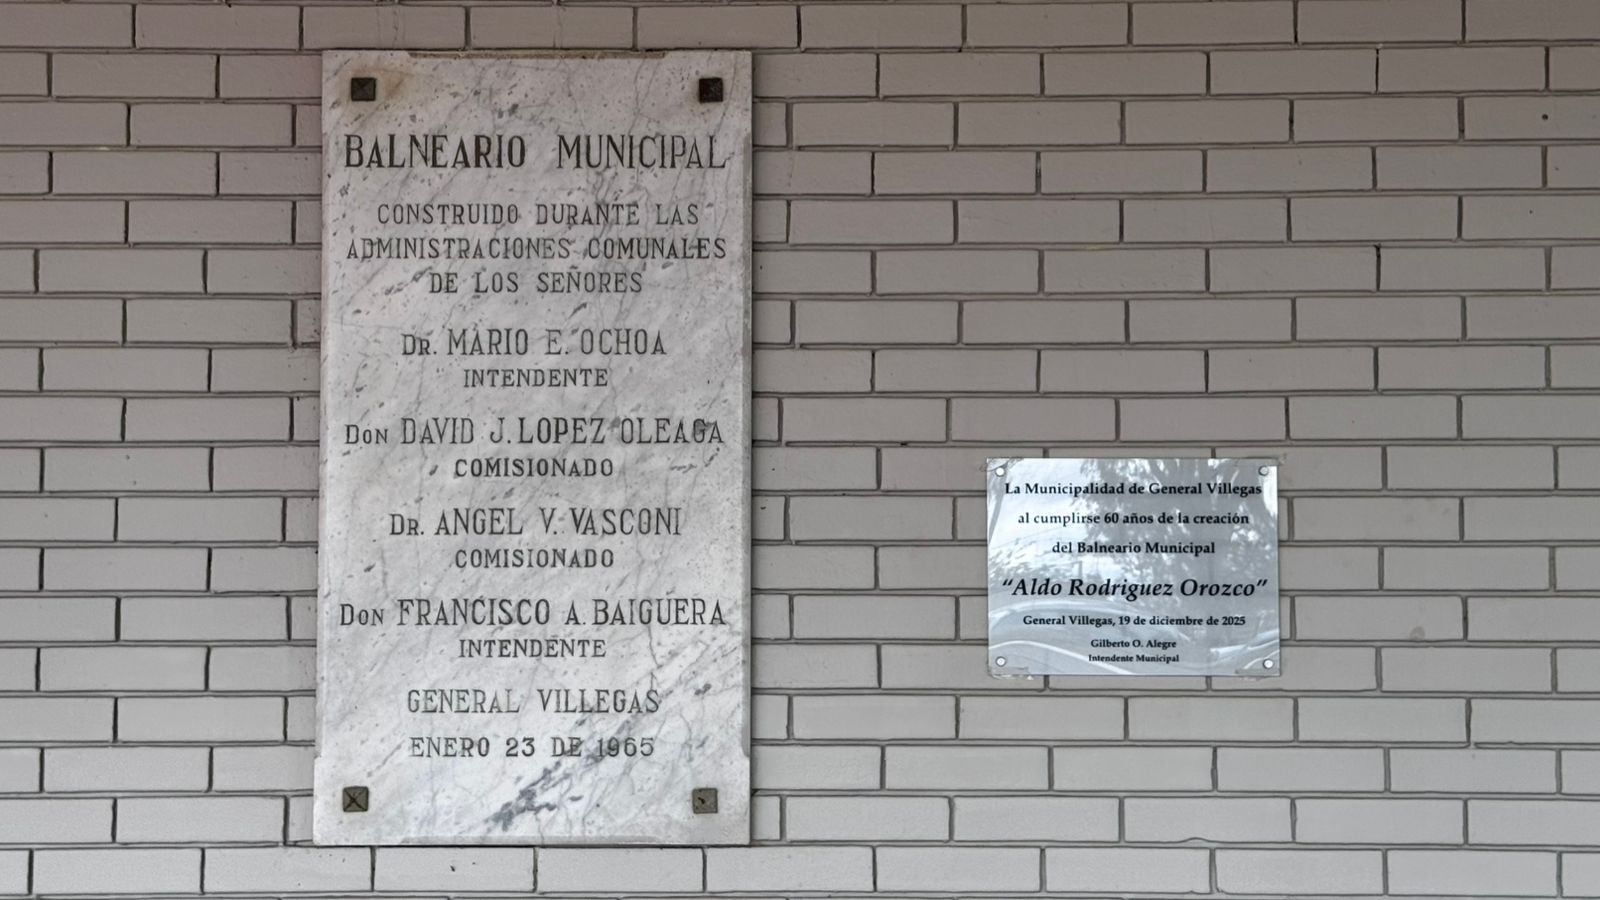 BALNEARIO MUNICIPAL
CONSTRUIDO DURANTE LAS
ADMINISTRACIONES COMUNALES
DE LOS SEÑORES
DR. MARIO E. OCHOA
INTENDENTE
DON DAVID J. LOPEZ OLEAGA
COMISIONADO
DR. ANGEL V. VASCONI
COMISIONADO
DON FRANCISCO A. BAIGUERA
INTENDENTE
GENERAL VILLEGAS
ENERO 23 DE 1965
La Municipalidad de General Villegas
al cumplirse 60 años de la creación
del Balneario Municipal
"Aldo Rodriguez Orozco"
General Villegas, 19 de diciembre de 2025
Gilberto O. Alegre
Intendente Municipal